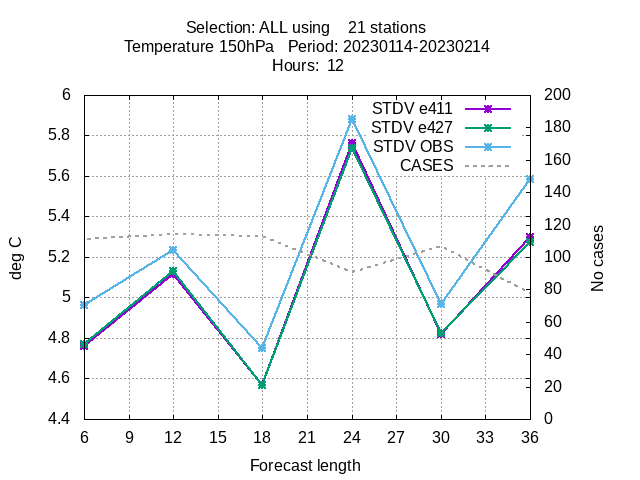 Selection: ALL using 21 stations
Temperature 150hPa Period: 20230114-20230214
Hours: 12
STDV e411
STDV e427
STDV OBS
CASES
6
5.8
5.6
5.4
5.2
5
4.8
4.6
4.4
deg C
200
180
160
140
120
100
80
60
40
20
0
No cases
6 9 12 15 18 21 24 27 30 33 36
Forecast length